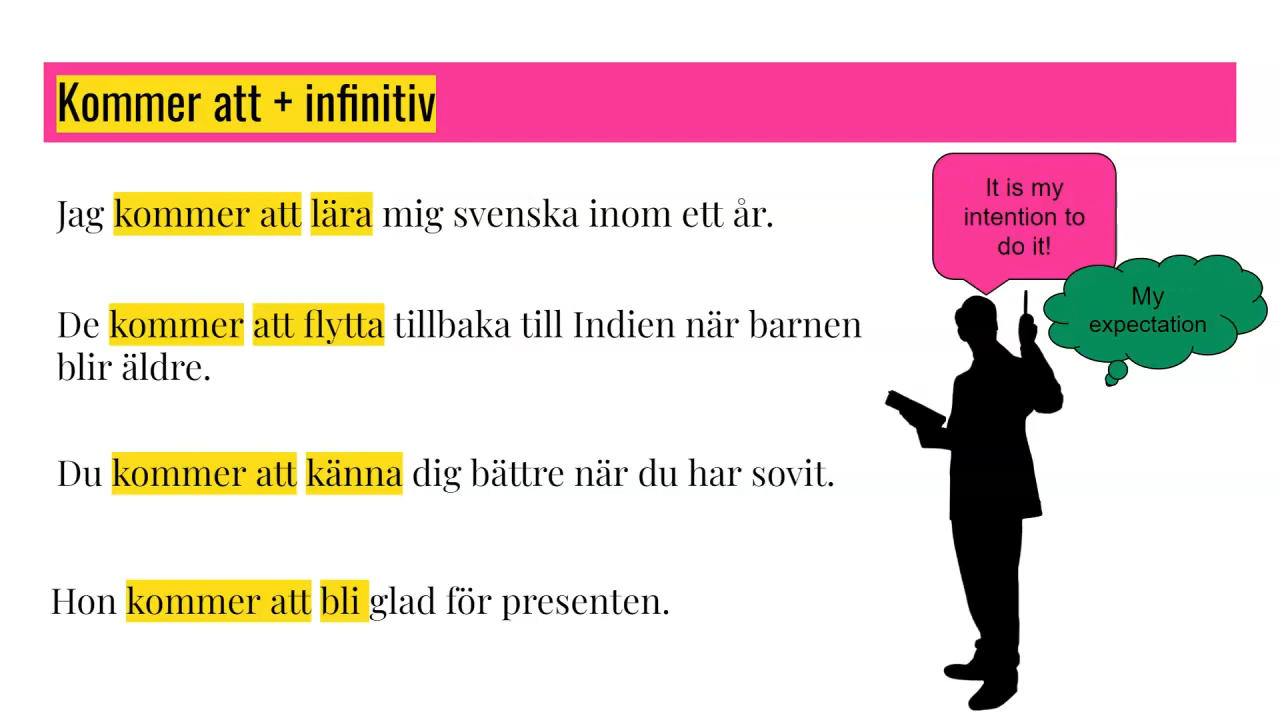 Kommer att + infinitiv
Jag kommer att lära mig svenska inom ett år.
De kommer att flytta tillbaka till Indien när barnen
blir äldre.
Du kommer att känna dig bättre när du har sovit.
Hon kommer att bli glad för presenten.
It is my
intention to
do it!
My
expectation